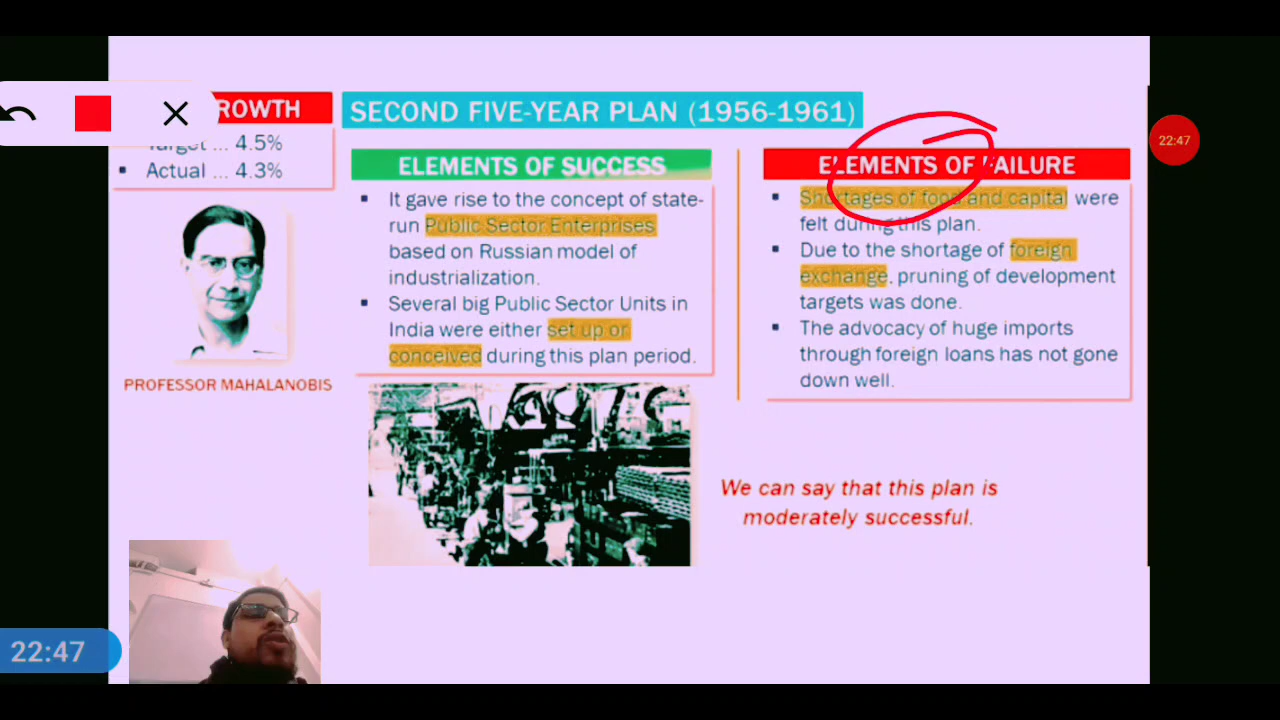 ROWTH
SECOND FIVE-YEAR PLAN (1956-1961)
Target ... 4.5%
▪ Actual ... 4.3%
PROFESSOR MAHALANOBIS
ELEMENTS OF SUCCESS
▪ It gave rise to the concept of state-
run Public Sector Enterprises
based on Russian model of
industrialization.
▪ Several big Public Sector Units in
India were either set up or
conceived during this plan period.
ELEMENTS OF FAILURE
▪ Shortages of food and capital were
felt during this plan.
▪ Due to the shortage of foreign
exchange, pruning of development
targets was done.
▪ The advocacy of huge imports
through foreign loans has not gone
down well.
We can say that this plan is
moderately successful.
22:47
22:47